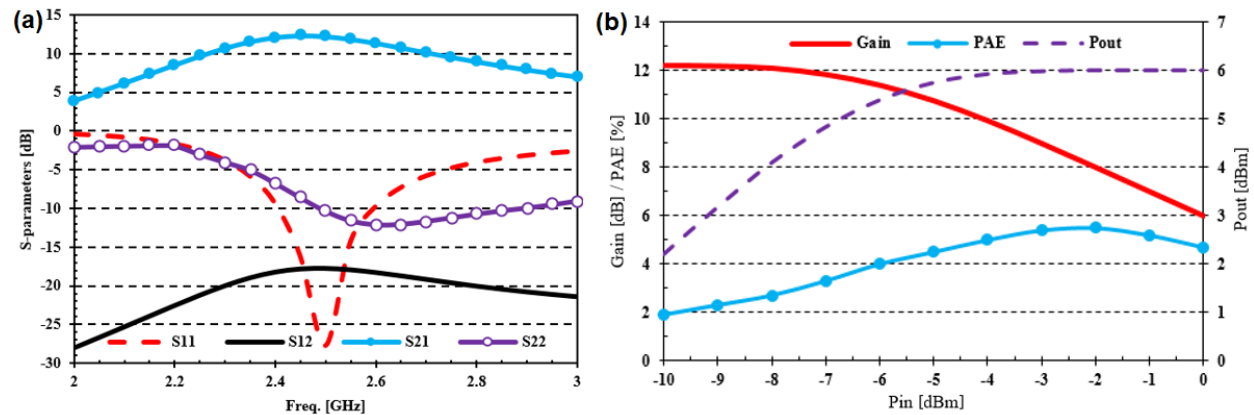 (a)
15
10
5
0
-5
-10
-15
-20
-25
-30
S-parameters [dB]
S11 S12 S21 S22
2 2.2 2.4 2.6 2.8 3
Freq. [GHz]
(b)
Gain PAE Pout
14
12
10
8
6
4
2
0
Gain [dB] / PAE [%]
7
6
5
4
3
2
1
0
Pout [dBm]
-10 -9 -8 -7 -6 -5 -4 -3 -2 -1 0
Pin [dBm]